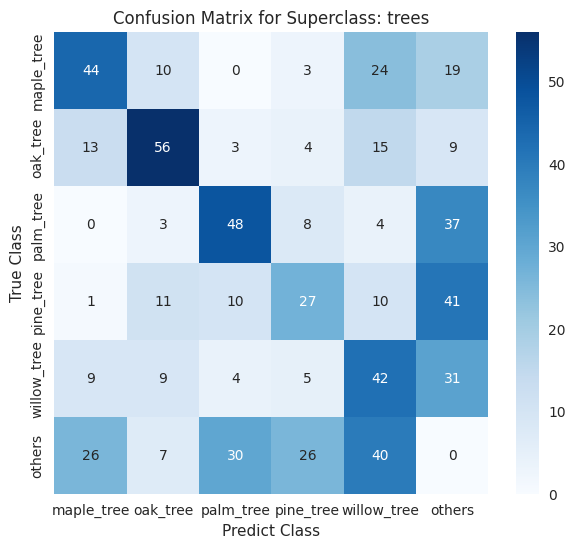 Confusion Matrix for Superclass: trees
True Class
maple_tree 44 10 0 3 24 19
oak_tree 13 56 3 4 15 9
palm_tree 0 3 48 8 4 37
pine_tree 1 11 10 27 10 41
willow_tree 9 9 4 5 42 31
others 26 7 30 26 40 0
maple_tree oak_tree palm_tree pine_tree willow_tree others
Predict Class
50
40
30
20
10
0